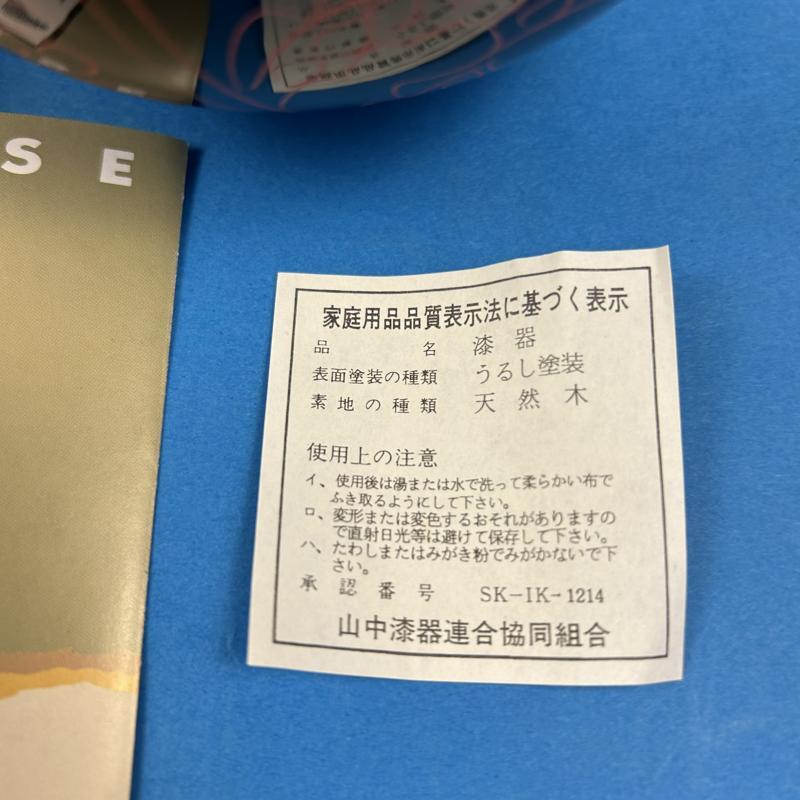 S E
家庭用品品質表示法に基づく表示
品 名 漆 器
表面塗装の種類 うるし塗装
素地の種類 天 然 木
使用上の注意
イ、使用後は湯または水で洗って柔らかい布で
ふき取るようにして下さい。
ロ、変形または変色するおそれがありますの
で直射日光等は避けて保存して下さい。
ハ、たわしまたはみがき粉でみがかないで下
さい。
承認番号 SK-IK-1214
山中漆器連合協同組合